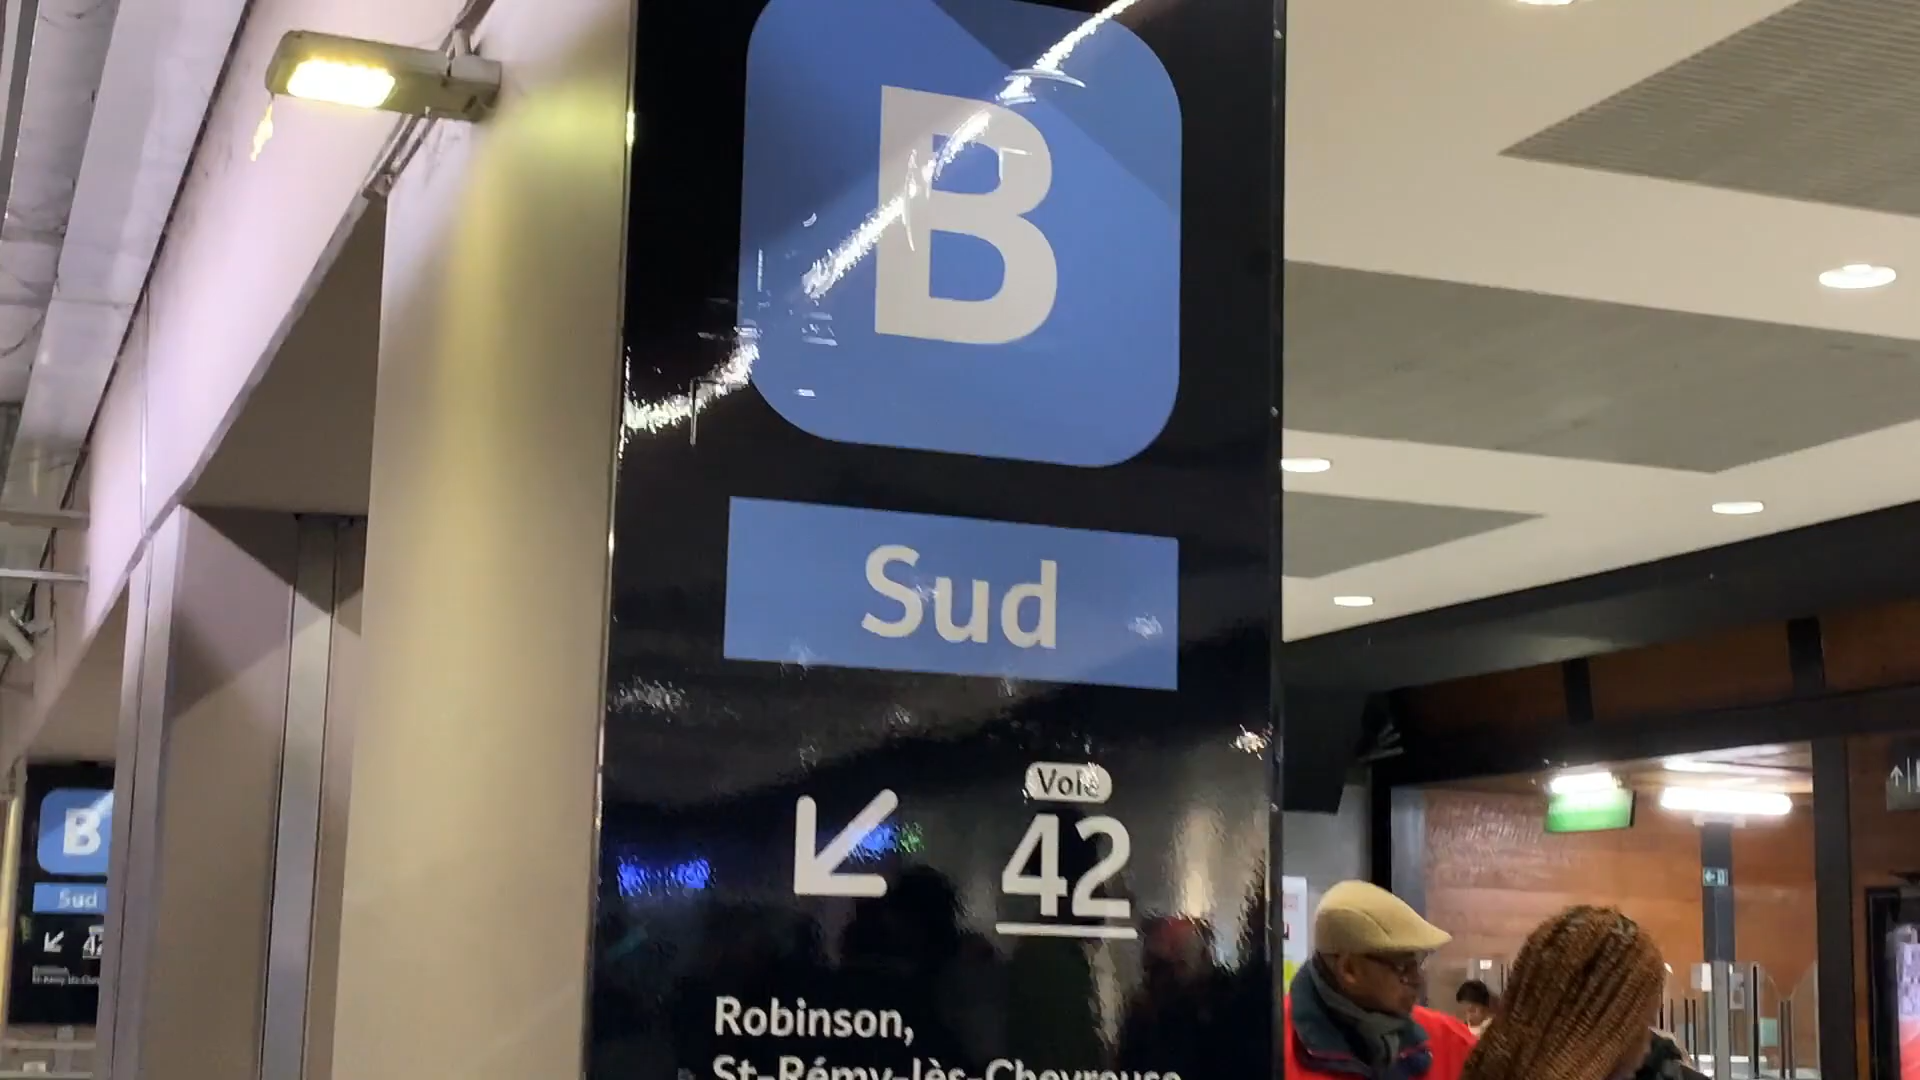 B
Sud
Voie
42
Robinson,
St-Rémy-lès-Chevreuse
B
Sud
42